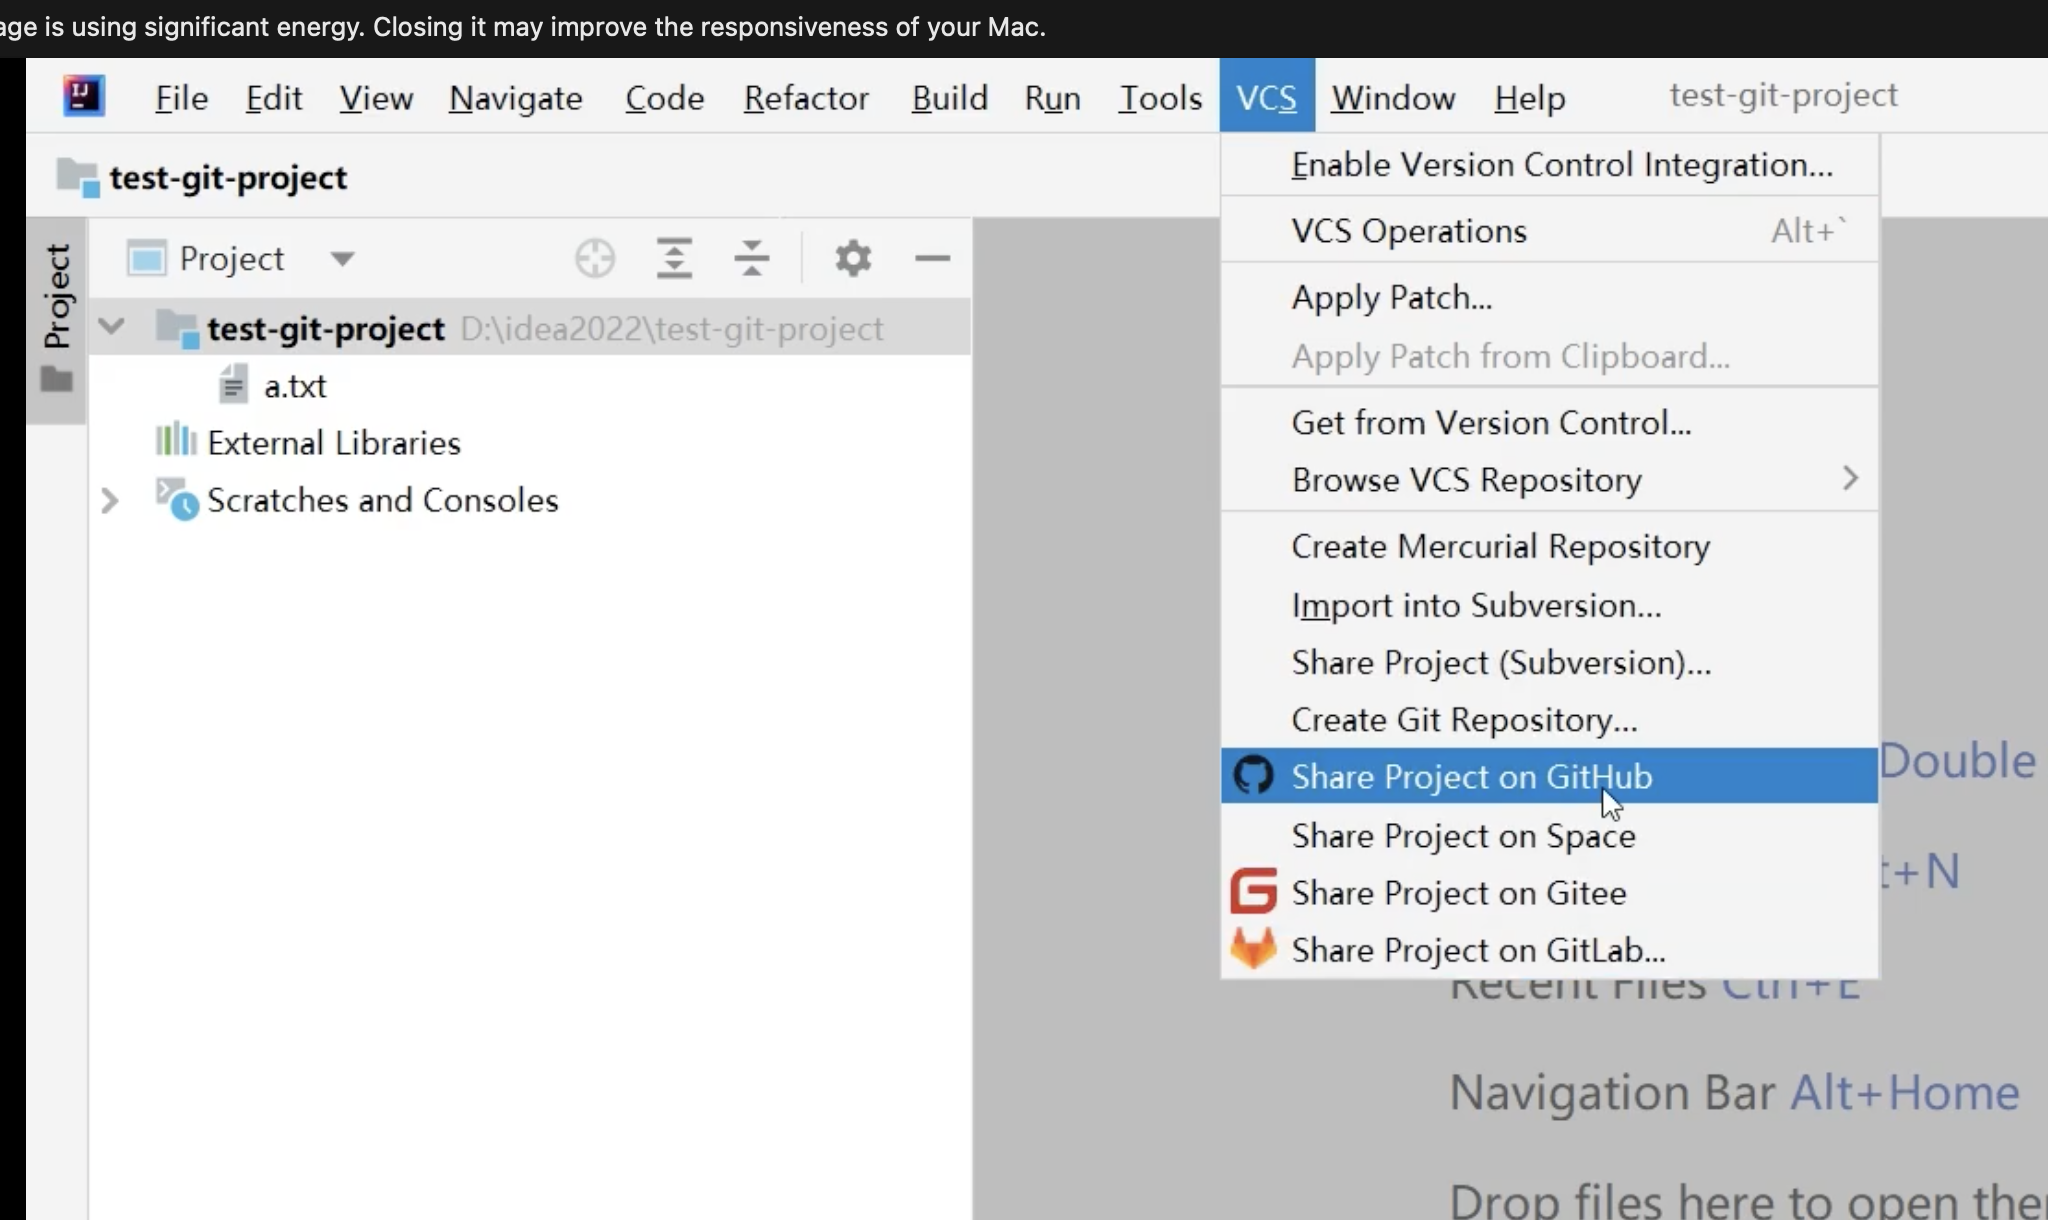 age is using significant energy. Closing it may improve the responsiveness of your Mac.
IJ File Edit View Navigate Code Refactor Build Run Tools VCS Window Help test-git-project
test-git-project
Project
Project
test-git-project D:\idea2022\test-git-project
a.txt
External Libraries
Scratches and Consoles
Enable Version Control Integration...
VCS Operations Alt+`
Apply Patch...
Apply Patch from Clipboard...
Get from Version Control...
Browse VCS Repository
Create Mercurial Repository
Import into Subversion...
Share Project (Subversion)...
Create Git Repository...
Share Project on GitHub
Share Project on Space
Share Project on Gitee
Share Project on GitLab...
Double
t+N
Recent Files Ctrl+E
Navigation Bar Alt+Home
Drop files here to open the